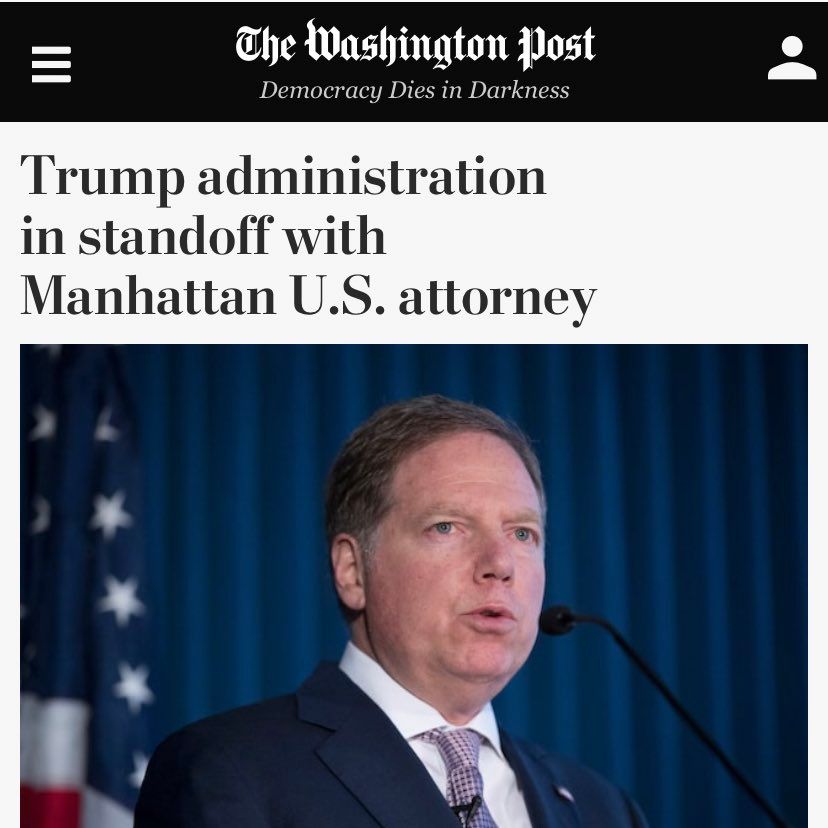 The Washington Post
Democracy Dies in Darkness
Trump administration
in standoff with
Manhattan U.S. attorney